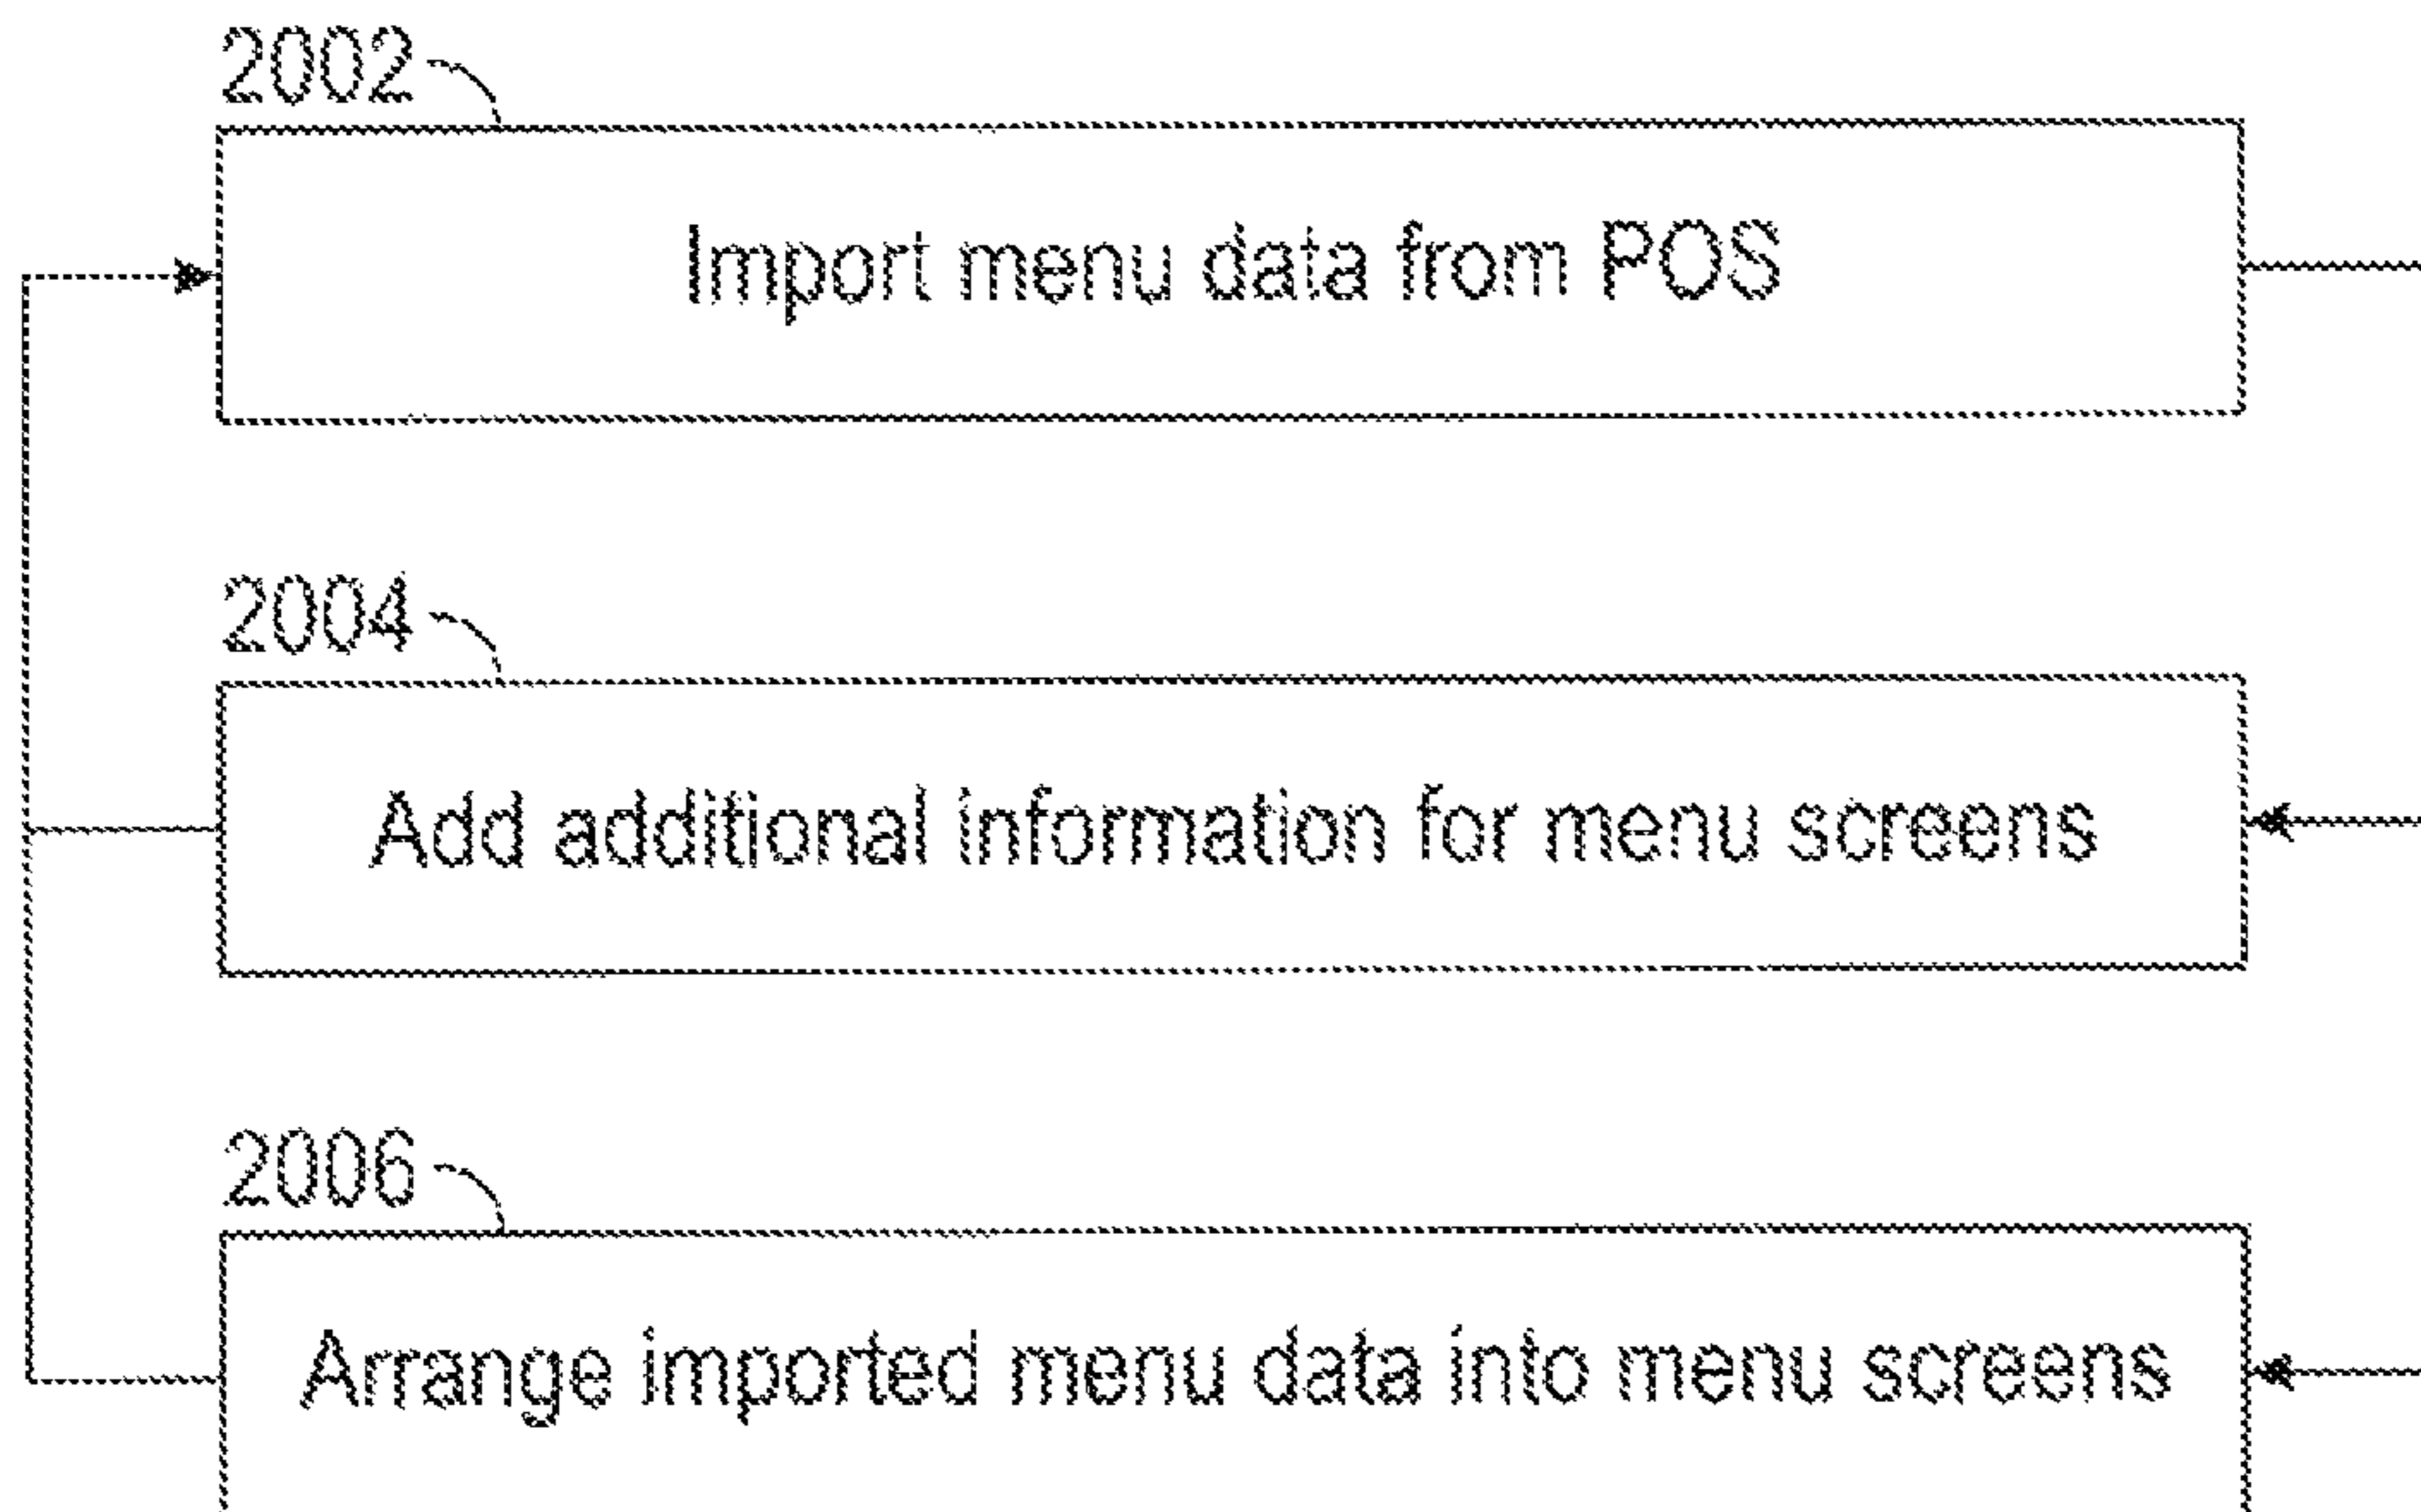 2002
Import menu data from POS
2004
Add additional information for menu screens
2006
Arrange imported menu data into menu screens